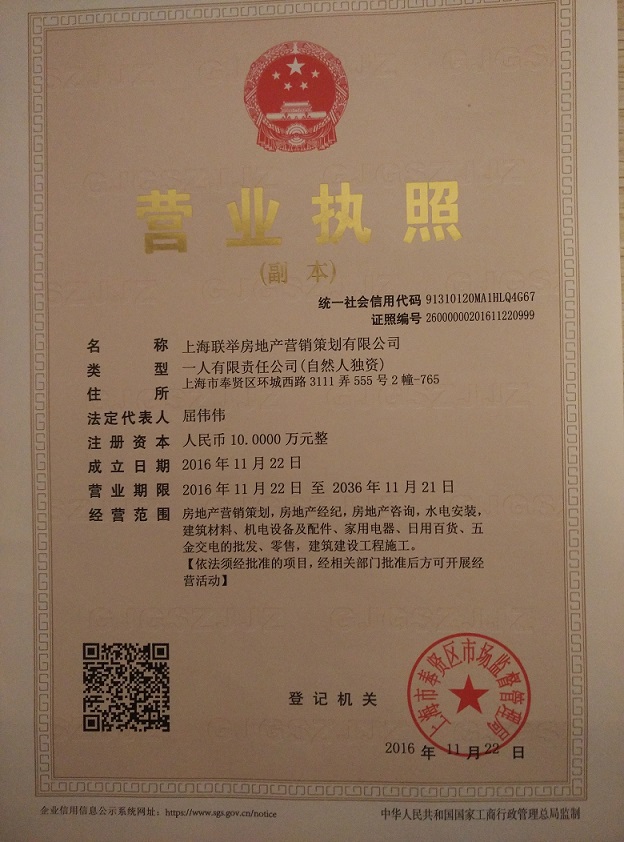 营业执照
(副 本)
统一社会信用代码 91310120MA1HLQ4G67
证照编号 26000000201611220999
名 称 上海联举房地产营销策划有限公司
类 型 一人有限责任公司(自然人独资)
住 所 上海市奉贤区环城西路3111弄555号2幢-765
法定代表人 屈伟伟
注册资本 人民币10.0000万元整
成立日期 2016年11月22日
营业期限 2016年11月22日 至 2036年11月21日
经营范围 房地产营销策划,房地产经纪,房地产咨询,水电安装,
建筑材料、机电设备及配件、家用电器、日用百货、五
金交电的批发、零售,建筑建设工程施工。
【依法须经批准的项目,经相关部门批准后方可开展经
营活动】
登记机关
上海市奉贤区市场监督管理局
2016 年 11 月 22 日
企业信用信息公示系统网址: https://www.sgs.gov.cn/notice
中华人民共和国国家工商行政管理总局监制